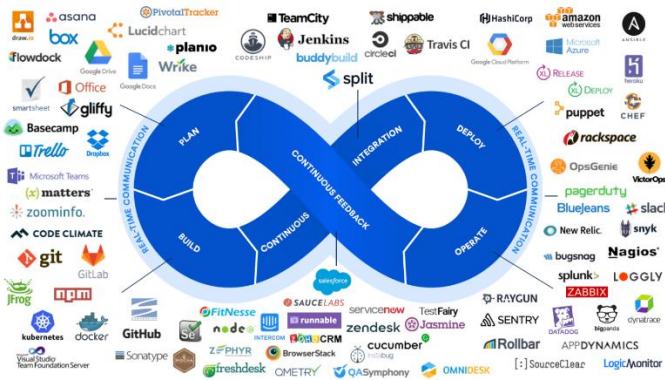 draw.io
asana
PivotalTracker
box
Lucidchart
flowdock
Google Drive
planio
Google Docs
Wrike
smartsheet
Office
gliffy
Basecamp
Trello
Dropbox
Microsoft Teams
(x)matters
zoominfo.
CODE CLIMATE
git
GitLab
JFrog
npm
kubernetes
docker
Visual Studio
Team Foundation Server
TeamCity
shippable
CODESHIP
Jenkins
circleci
Travis CI
buddybuild
split
HashiCorp
amazon
webservices
ANSIBLE
Google Cloud Platform
Microsoft
Azure
heroku
XL RELEASE
XL DEPLOY
puppet
CHEF
rackspace
OpsGenie
VictorOps
pagerduty
BlueJeans
slack
New Relic.
snyk
bugsnag
Nagios
splunk>
LOGGLY
ZABBIX
RAYGUN
SENTRY
DATADOG
bigpanda
dynatrace
Rollbar
APPDYNAMICS
[:]SourceClear
LogicMonitor
REAL-TIME COMMUNICATION
PLAN
BUILD
CONTINUOUS
INTEGRATION
CONTINUOUS FEEDBACK
DEPLOY
OPERATE
REAL-TIME COMMUNICATION
salesforce
SAUCELABS
GitHub
Se
FitNesse
node
INTERCOM
runnable
servicenow
TestFairy
zendesk
Jasmine
ZOHO CRM
Sonatype
ZEPHYR
BrowserStack
instabug
cucumber
freshdesk
QMETRY
QASymphony
OMNIDESK